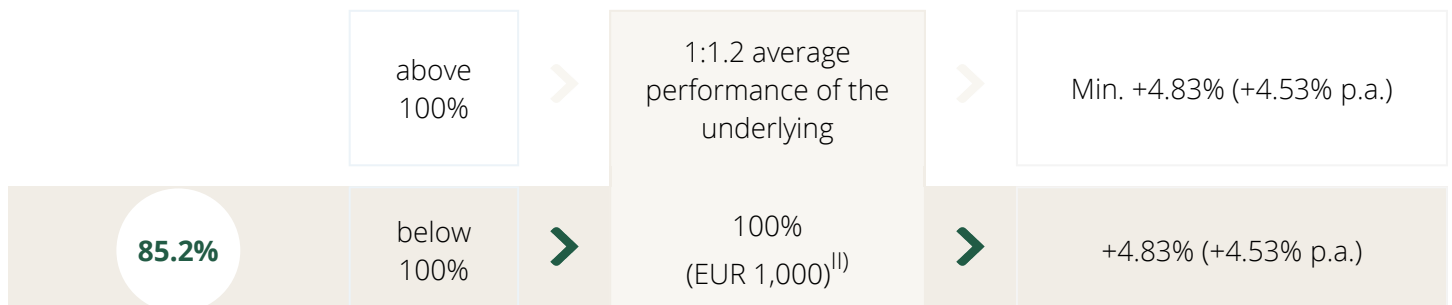 above
100%
1:1.2 average
performance of the
underlying
Min. +4.83% (+4.53% p.a.)
85.2%
below
100%
100%
(EUR 1,000)II)
+4.83% (+4.53% p.a.)